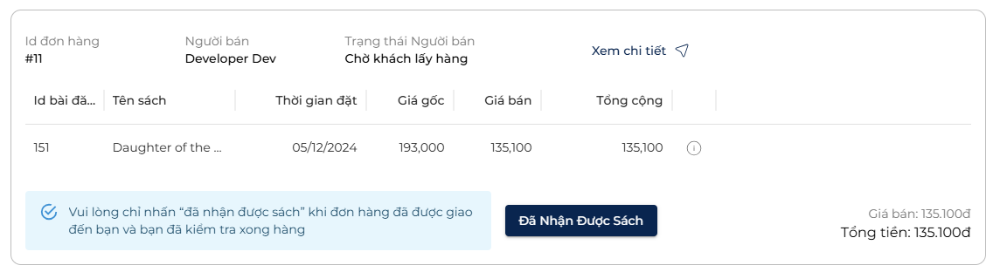 Id đơn hàng Người bán Trạng thái Người bán
#11 Developer Dev Chờ khách lấy hàng Xem chi tiết
Id bài đă... Tên sách Thời gian đặt Giá gốc Giá bán Tổng cộng
151 Daughter of the ... 05/12/2024 193,000 135,100 135,100
Vui lòng chỉ nhấn “đã nhận được sách” khi đơn hàng đã được giao
đến bạn và bạn đã kiểm tra xong hàng
Đã Nhận Được Sách
Giá bán: 135.100đ
Tổng tiền: 135.100đ